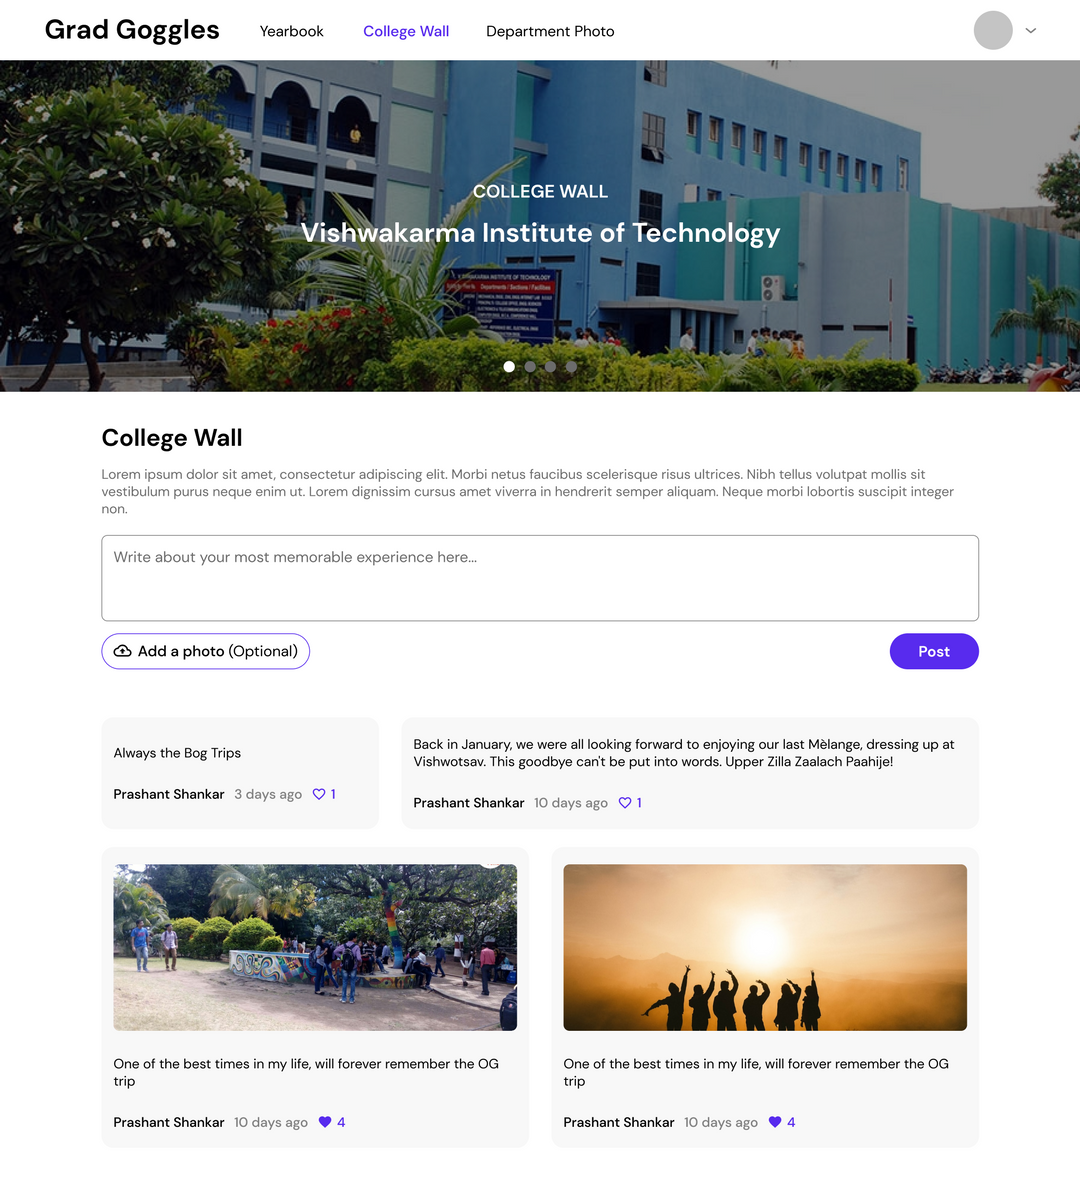 Grad Goggles
Yearbook
College Wall
Department Photo
COLLEGE WALL
Vishwakarma Institute of Technology
VISHWAKARMA INSTITUTE OF TECHNOLOGY
Departments / Sections / Facilities
College Wall
Lorem ipsum dolor sit amet, consectetur adipiscing elit. Morbi netus faucibus scelerisque risus ultrices. Nibh tellus volutpat mollis sit
vestibulum purus neque enim ut. Lorem dignissim cursus amet viverra in hendrerit semper aliquam. Neque morbi lobortis suscipit integer
non.
Write about your most memorable experience here...
Add a photo (Optional)
Post
Always the Bog Trips
Prashant Shankar 3 days ago 1
Back in January, we were all looking forward to enjoying our last Mèlange, dressing up at
Vishwotsav. This goodbye can't be put into words. Upper Zilla Zaalach Paahije!
Prashant Shankar 10 days ago 1
One of the best times in my life, will forever remember the OG
trip
Prashant Shankar 10 days ago 4
One of the best times in my life, will forever remember the OG
trip
Prashant Shankar 10 days ago 4